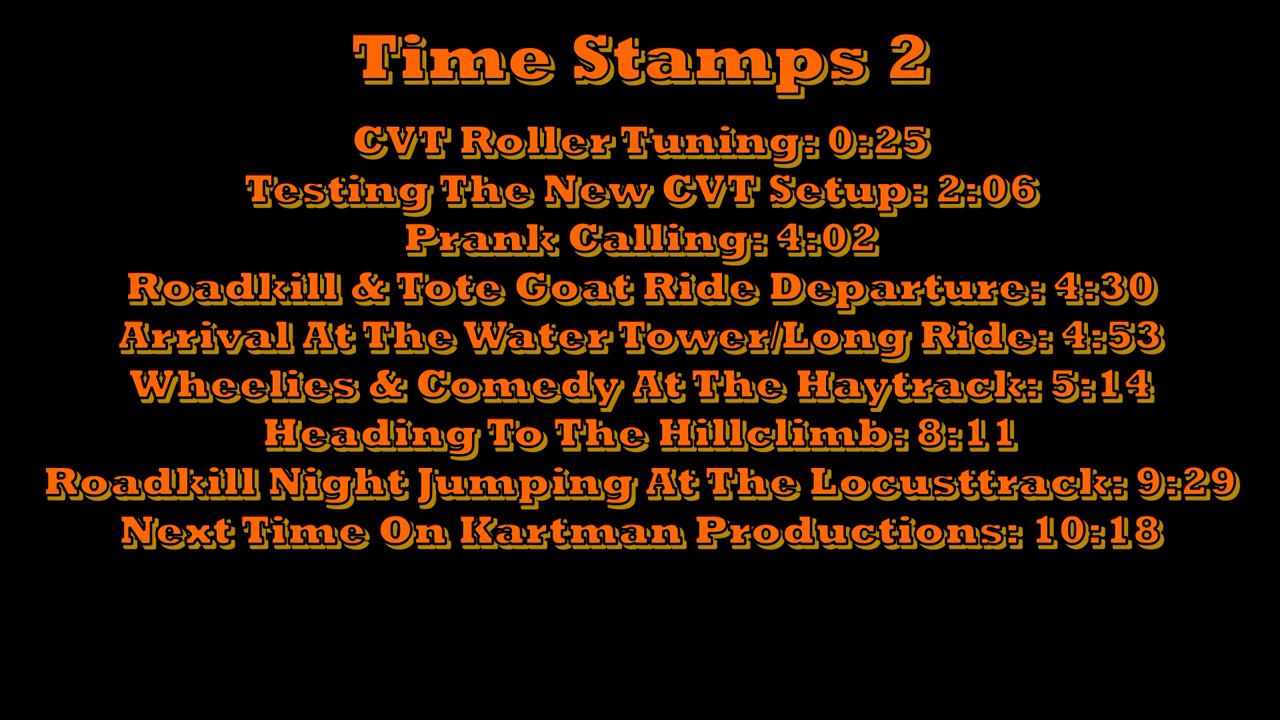 Time Stamps 2
CVT Roller Tuning: 0:25
Testing The New CVT Setup: 2:06
Prank Calling: 4:02
Roadkill & Tote Goat Ride Departure: 4:30
Arrival At The Water Tower/Long Ride: 4:53
Wheelies & Comedy At The Haytrack: 5:14
Heading To The Hillclimb: 8:11
Roadkill Night Jumping At The Locusttrack: 9:29
Next Time On Kartman Productions: 10:18